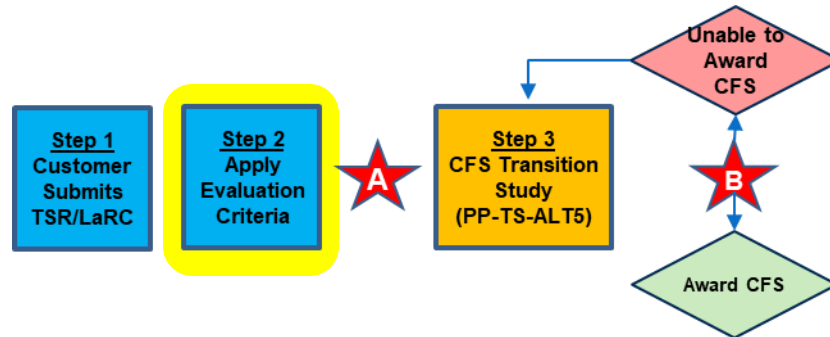 Step 1
Customer
Submits
TSR/LaRC
Step 2
Apply
Evaluation
Criteria
A
Step 3
CFS Transition
Study
(PP-TS-ALT5)
Unable to
Award
CFS
B
Award CFS